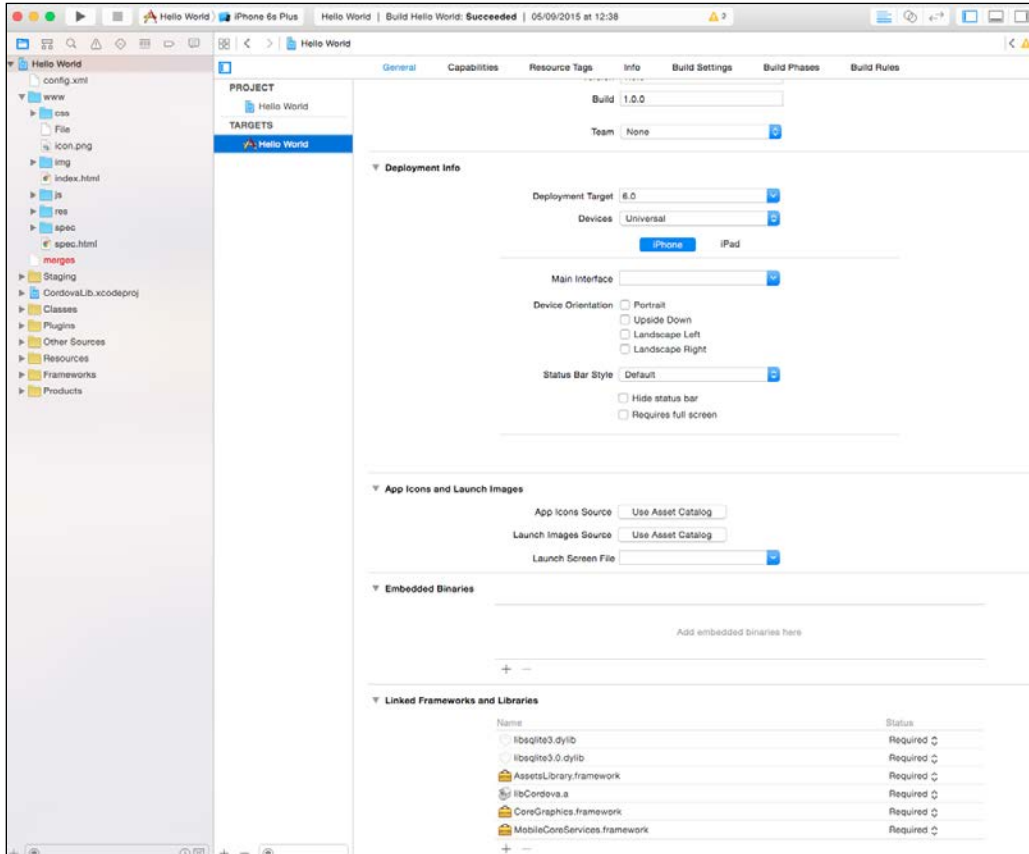 Hello World
iPhone 6s Plus
Hello World | Build Hello World: Succeeded | 05/09/2015 at 12:38
2
Hello World
Hello World
config.xml
www
css
File
icon.png
img
index.html
js
res
spec
spec.html
merges
Staging
CordovaLib.xcodeproj
Classes
Plugins
Other Sources
Resources
Frameworks
Products
General Capabilities Resource Tags Info Build Settings Build Phases Build Rules
PROJECT
Hello World
TARGETS
Hello World
Build 1.0.0
Team None
Deployment Info
Deployment Target 6.0
Devices Universal
iPhone iPad
Main Interface
Device Orientation Portrait
Upside Down
Landscape Left
Landscape Right
Status Bar Style Default
Hide status bar
Requires full screen
App Icons and Launch Images
App Icons Source Use Asset Catalog
Launch Images Source Use Asset Catalog
Launch Screen File
Embedded Binaries
Add embedded binaries here
Linked Frameworks and Libraries
Name Status
libsqlite3.dylib Required
libsqlite3.0.dylib Required
AssetsLibrary.framework Required
libCordova.a Required
CoreGraphics.framework Required
MobileCoreServices.framework Required